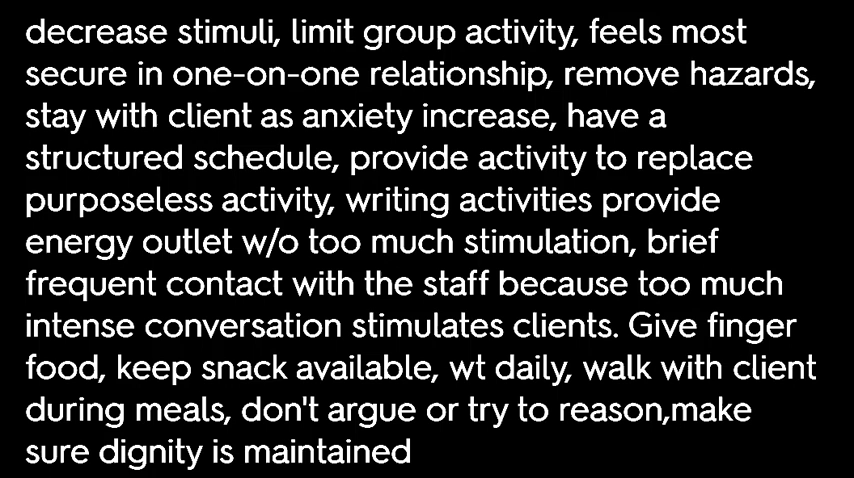 decrease stimuli, limit group activity, feels most
secure in one-on-one relationship, remove hazards,
stay with client as anxiety increase, have a
structured schedule, provide activity to replace
purposeless activity, writing activities provide
energy outlet w/o too much stimulation, brief
frequent contact with the staff because too much
intense conversation stimulates clients. Give finger
food, keep snack available, wt daily, walk with client
during meals, don't argue or try to reason,make
sure dignity is maintained